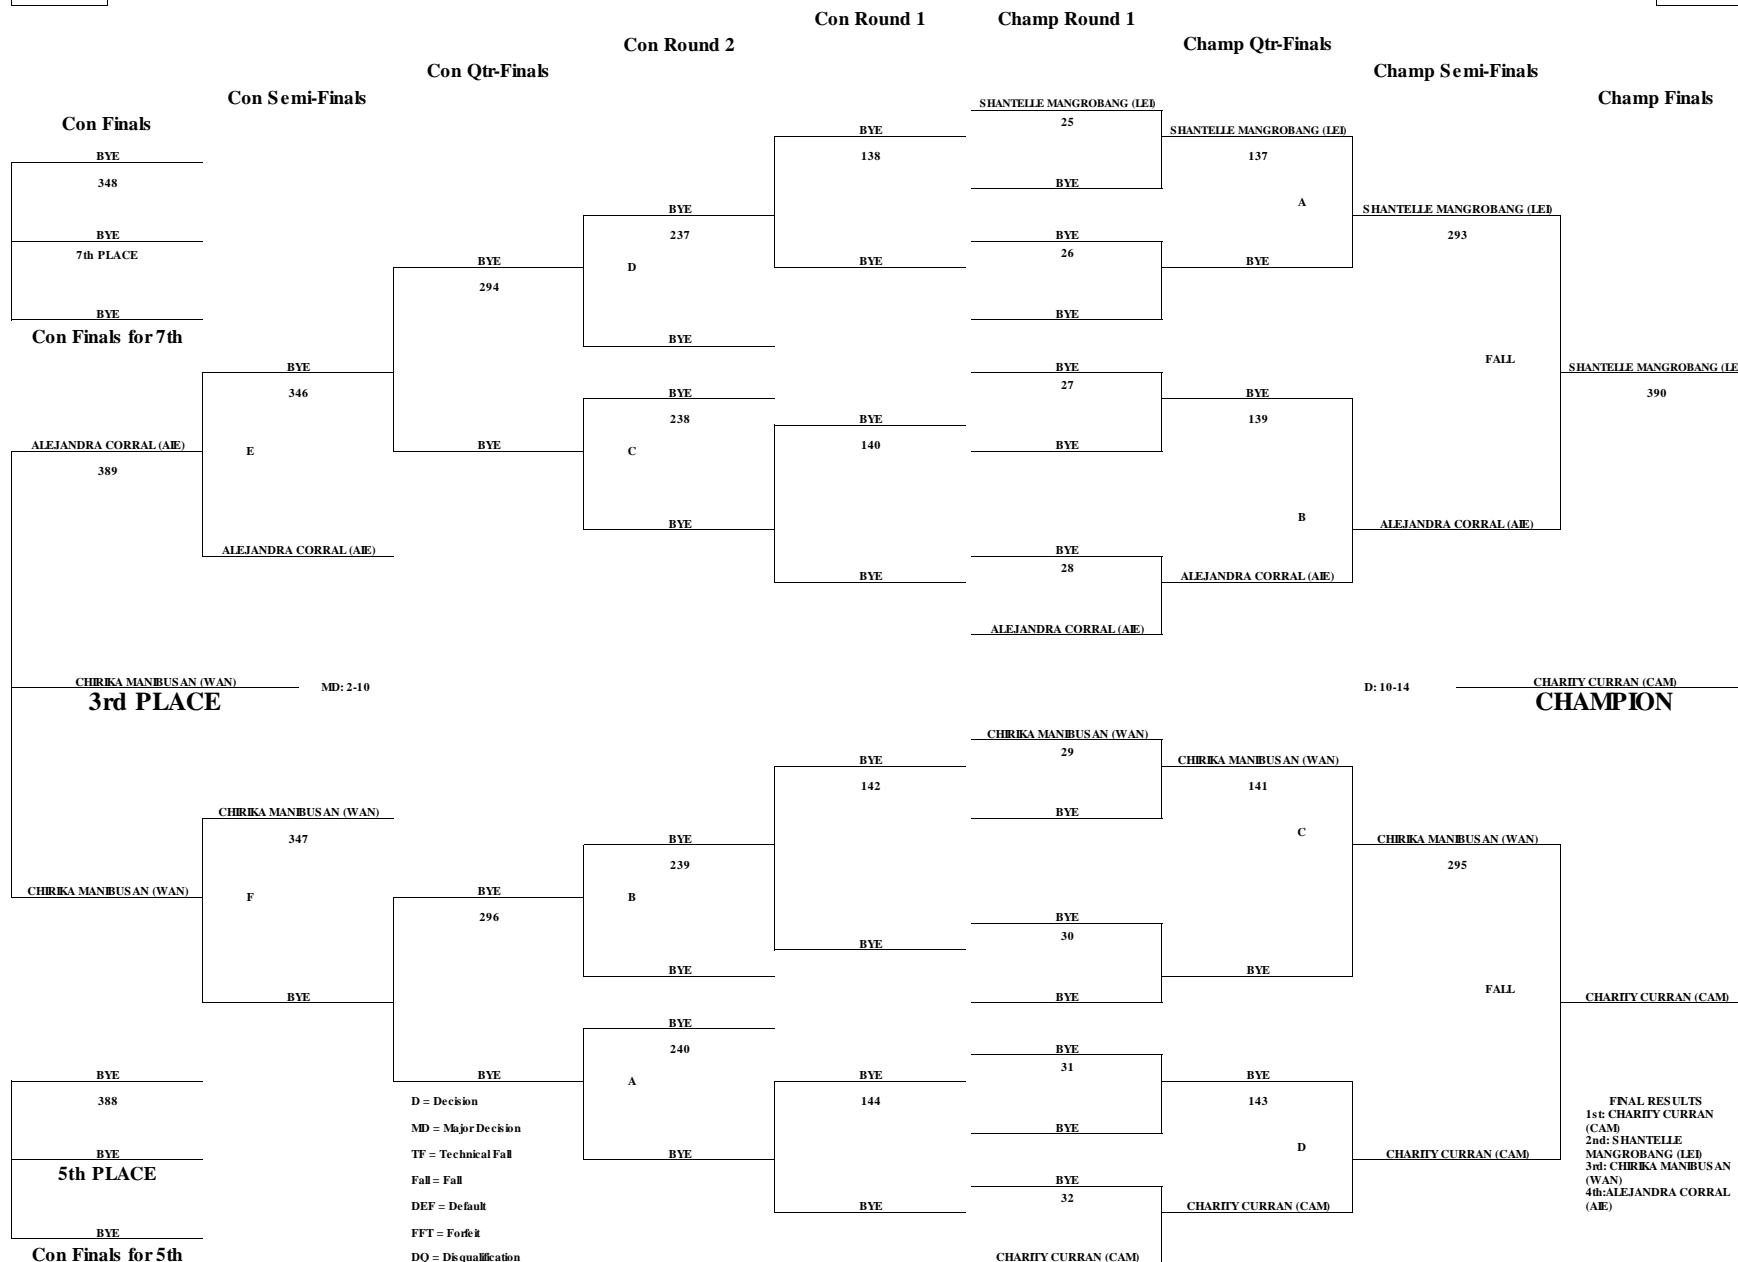 Con Round 1
Champ Round 1
Con Round 2
Champ Qtr-Finals
Con Qtr-Finals
Champ Semi-Finals
Con Semi-Finals
Champ Finals
Con Finals
SHANTELLE MANGROBANG (LEI)
25
BYE
SHANTELLE MANGROBANG (LEI)
138
137
BYE
348
BYE
A
BYE
SHANTELLE MANGROBANG (LEI)
BYE
BYE
237
293
7th PLACE
26
BYE
D
BYE
BYE
294
BYE
BYE
Con Finals for 7th
BYE
FALL
BYE
BYE
SHANTELLE MANGROBANG (LE
27
346
BYE
BYE
390
238
BYE
139
ALEJANDRA CORRAL (AIE)
E
BYE
C
140
BYE
389
B
BYE
ALEJANDRA CORRAL (AIE)
ALEJANDRA CORRAL (AIE)
BYE
28
BYE
ALEJANDRA CORRAL (AIE)
ALEJANDRA CORRAL (AIE)
CHIRIKA MANIBUSAN (WAN)
MD: 2-10
D: 10-14
CHARITY CURRAN (CAM)
3rd PLACE
CHAMPION
CHIRIKA MANIBUSAN (WAN)
29
BYE
CHIRIKA MANIBUSAN (WAN)
142
141
CHIRIKA MANIBUSAN (WAN)
BYE
C
347
BYE
CHIRIKA MANIBUSAN (WAN)
239
295
CHIRIKA MANIBUSAN (WAN)
F
BYE
B
296
BYE
30
BYE
BYE
BYE
FALL
BYE
BYE
CHARITY CURRAN (CAM)
BYE
240
BYE
31
BYE
BYE
A
BYE
BYE
388
D = Decision
144
143
FINAL RESULTS
1st: CHARITY CURRAN
(CAM)
MD = Major Decision
BYE
2nd: SHANTELLE
MANGROBANG (LEI)
BYE
TF = Technical Fall
BYE
D
CHARITY CURRAN (CAM)
3rd: CHIRIKA MANIBUSAN
(WAN)
5th PLACE
Fall = Fall
BYE
32
4th:ALEJANDRA CORRAL
(AIE)
DEF = Default
BYE
CHARITY CURRAN (CAM)
BYE
FFT = Forfeit
Con Finals for 5th
DQ = Disqualification
CHARITY CURRAN (CAM)